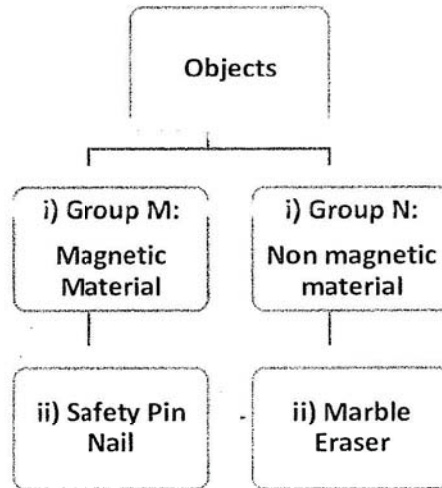 Objects
i) Group M:
Magnetic
Material
i) Group N:
Non magnetic
material
ii) Safety Pin
Nail
ii) Marble
Eraser